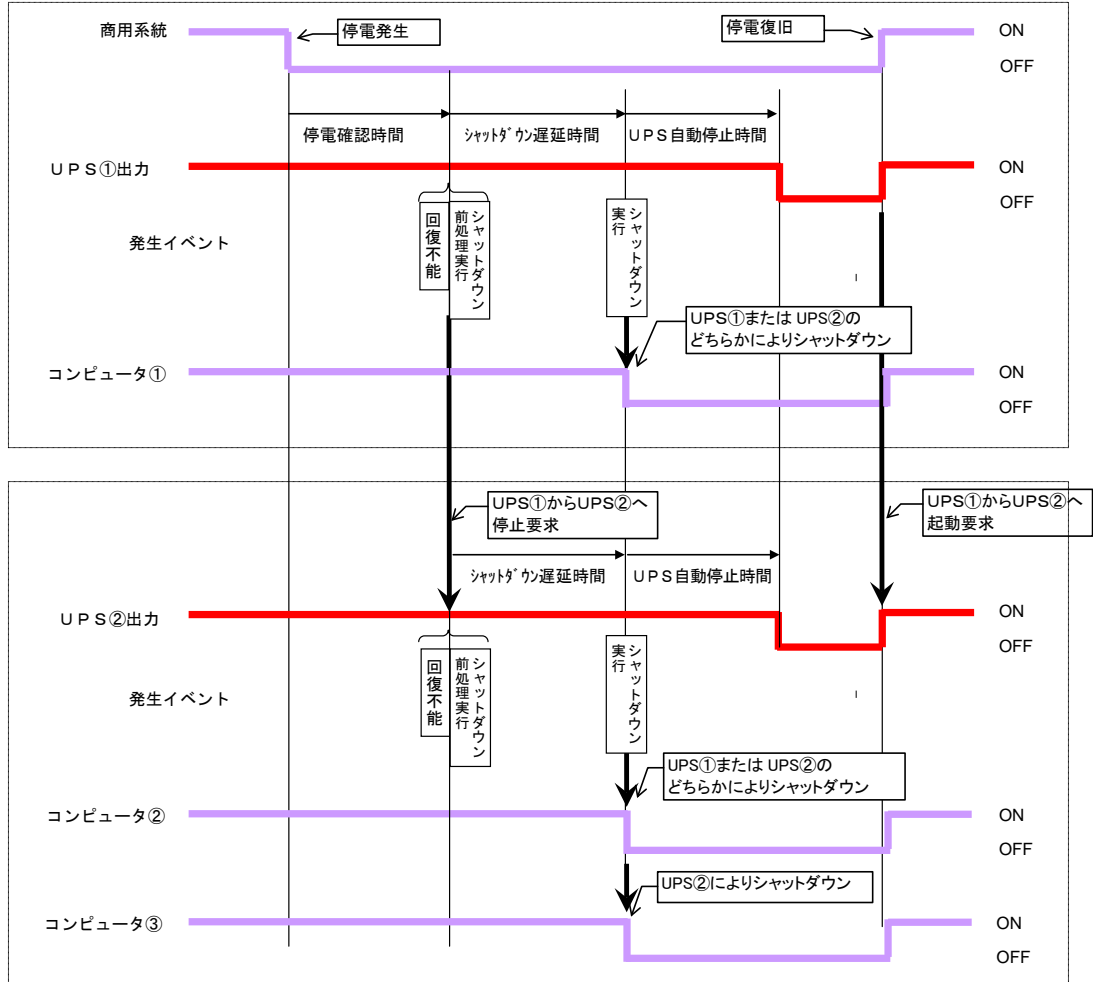 商用系統
停電発生
停電復旧
ON
OFF
停電確認時間
ｼｬｯﾄﾀﾞｳﾝ遅延時間
ＵＰＳ自動停止時間
ＵＰＳ①出力
ON
OFF
発生イベント
回復不能
シャットダウン
前処理実行
シャットダウン
実行
UPS①または UPS②の
どちらかによりシャットダウン
コンピュータ①
ON
OFF
UPS①からUPS②へ
停止要求
UPS①からUPS②へ
起動要求
ｼｬｯﾄﾀﾞｳﾝ遅延時間
ＵＰＳ自動停止時間
ＵＰＳ②出力
ON
OFF
発生イベント
回復不能
シャットダウン
前処理実行
シャットダウン
実行
UPS①または UPS②の
どちらかによりシャットダウン
コンピュータ②
ON
OFF
UPS②によりシャットダウン
コンピュータ③
ON
OFF